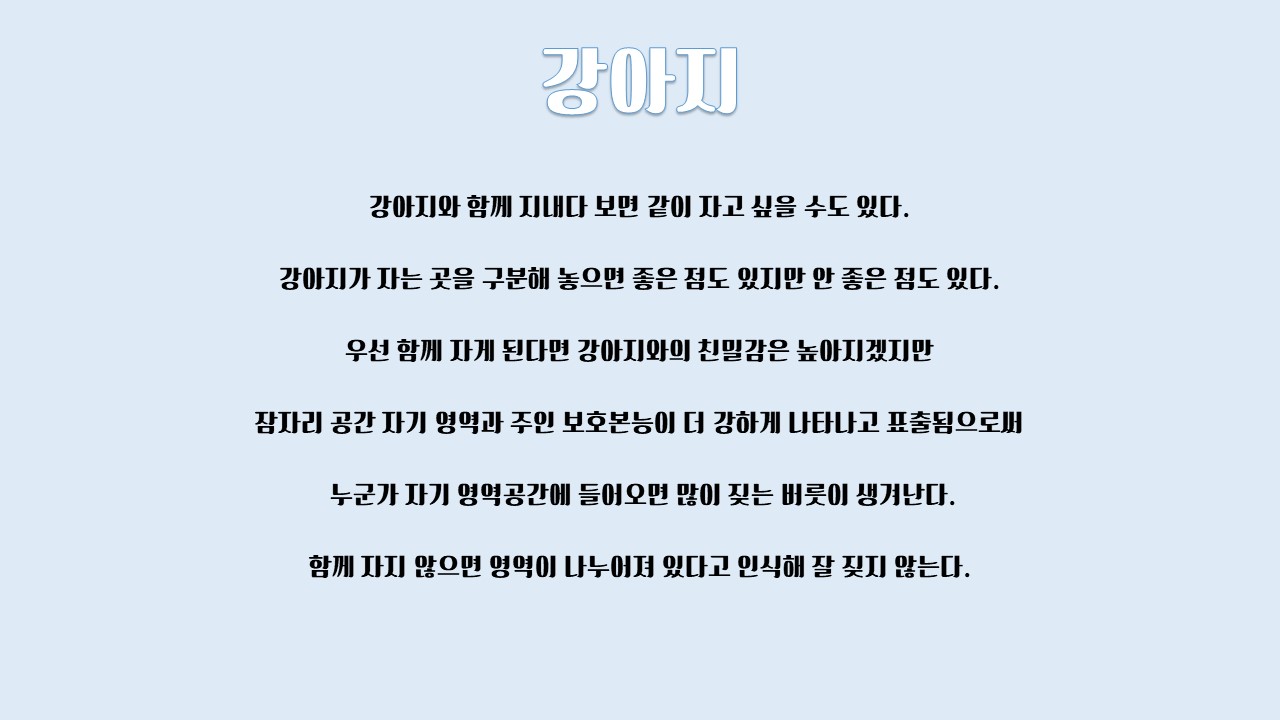 강아지
강아지와 함께 지내다 보면 같이 자고 싶을 수도 있다.
강아지가 자는 곳을 구분해 놓으면 좋은 점도 있지만 안 좋은 점도 있다.
우선 함께 자게 된다면 강아지와의 친밀감은 높아지겠지만
잠자리 공간 자기 영역과 주인 보호본능이 더 강하게 나타나고 표출됨으로써
누군가 자기 영역공간에 들어오면 많이 짖는 버릇이 생겨난다.
함께 자지 않으면 영역이 나누어져 있다고 인식해 잘 짖지 않는다.